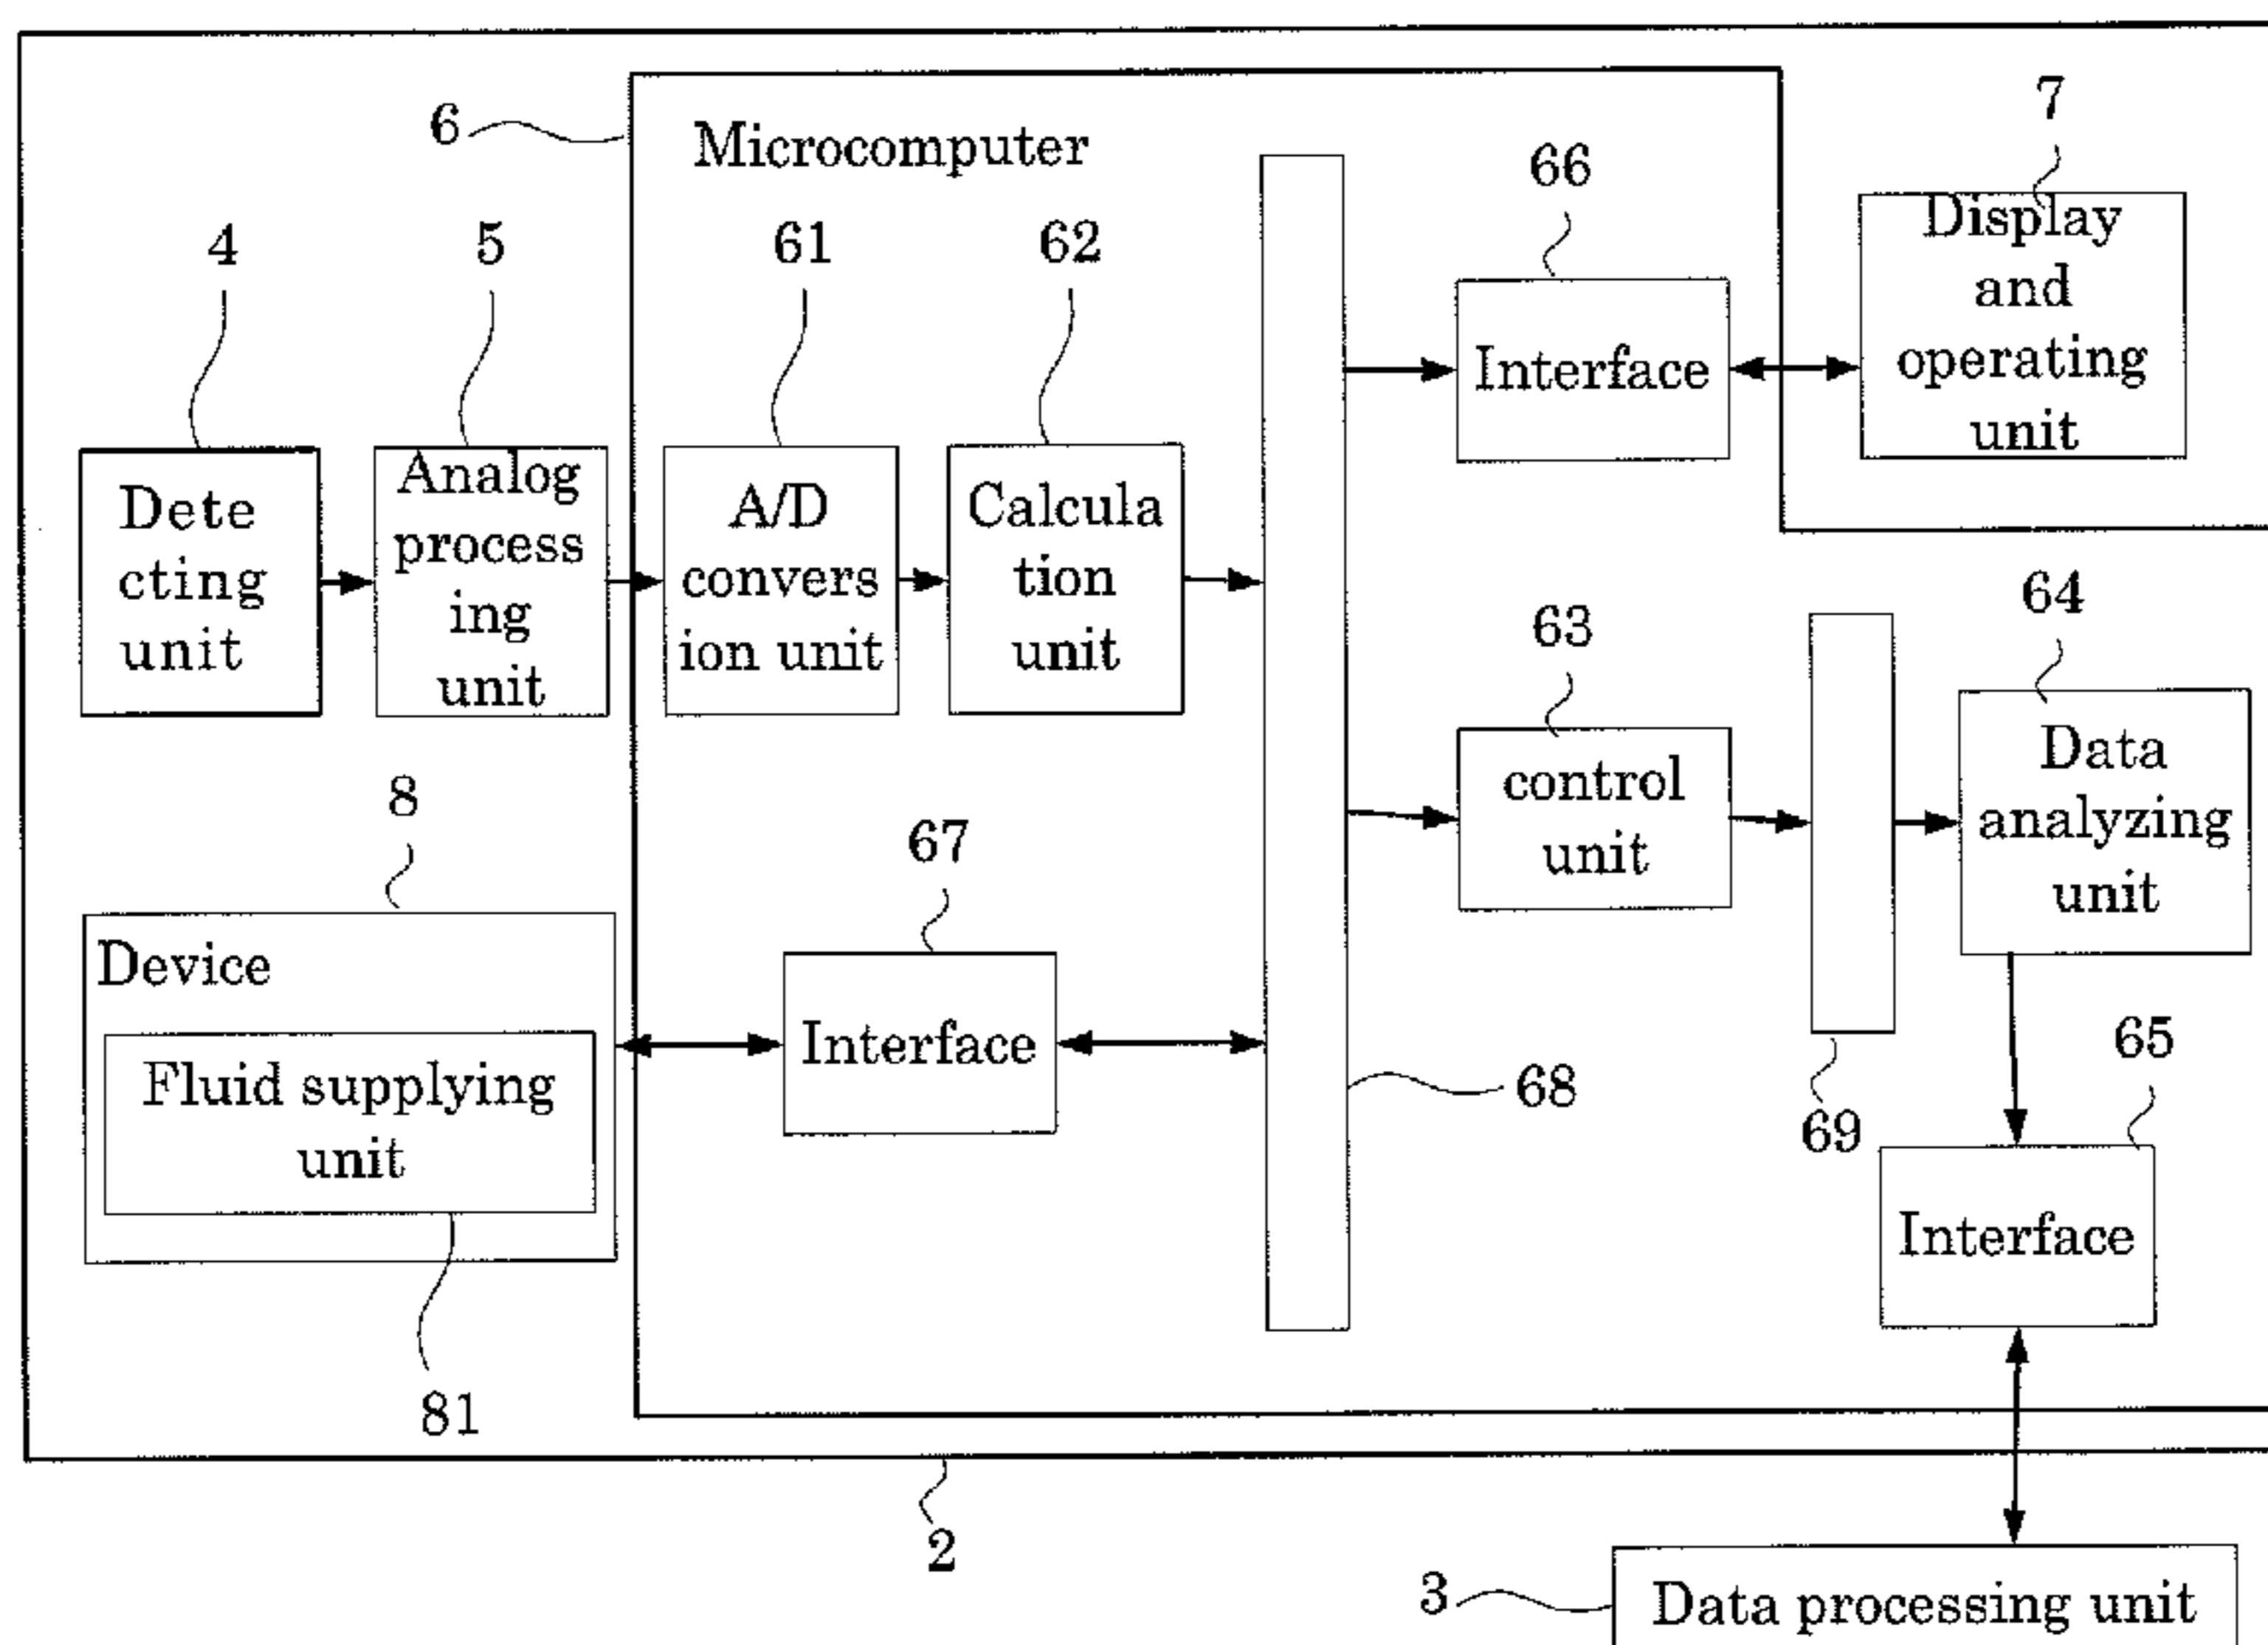 7
6
Microcomputer
66
Display
and
operating
unit
4
5
61
62
Interface
Dete
cting
unit
Analog
process
ing
unit
A/D
convers
ion unit
Calcula
tion
unit
64
63
Data
analyzing
unit
control
unit
8
67
Device
Interface
65
Fluid supplying
unit
68
69
Interface
81
2
3
Data processing unit